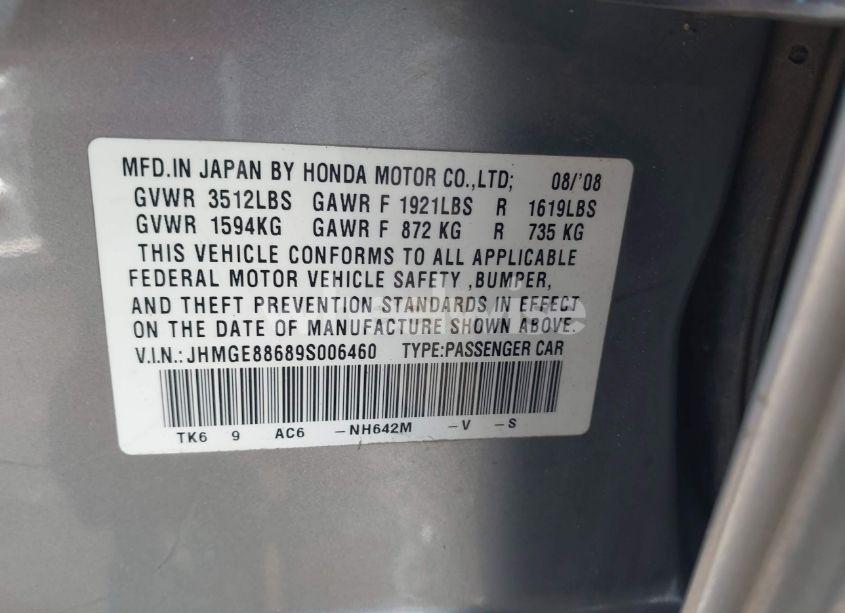 MFD.IN JAPAN BY HONDA MOTOR CO.,LTD; 08/'08
GVWR 3512LBS GAWR F 1921LBS R 1619LBS
GVWR 1594KG GAWR F 872 KG R 735 KG
THIS VEHICLE CONFORMS TO ALL APPLICABLE
FEDERAL MOTOR VEHICLE SAFETY ,BUMPER,
AND THEFT PREVENTION STANDARDS IN EFFECT
ON THE DATE OF MANUFACTURE SHOWN ABOVE.
V.I.N.:JHMGE88689S006460 TYPE:PASSENGER CAR
TK6 9 AC6 -NH642M -V -S